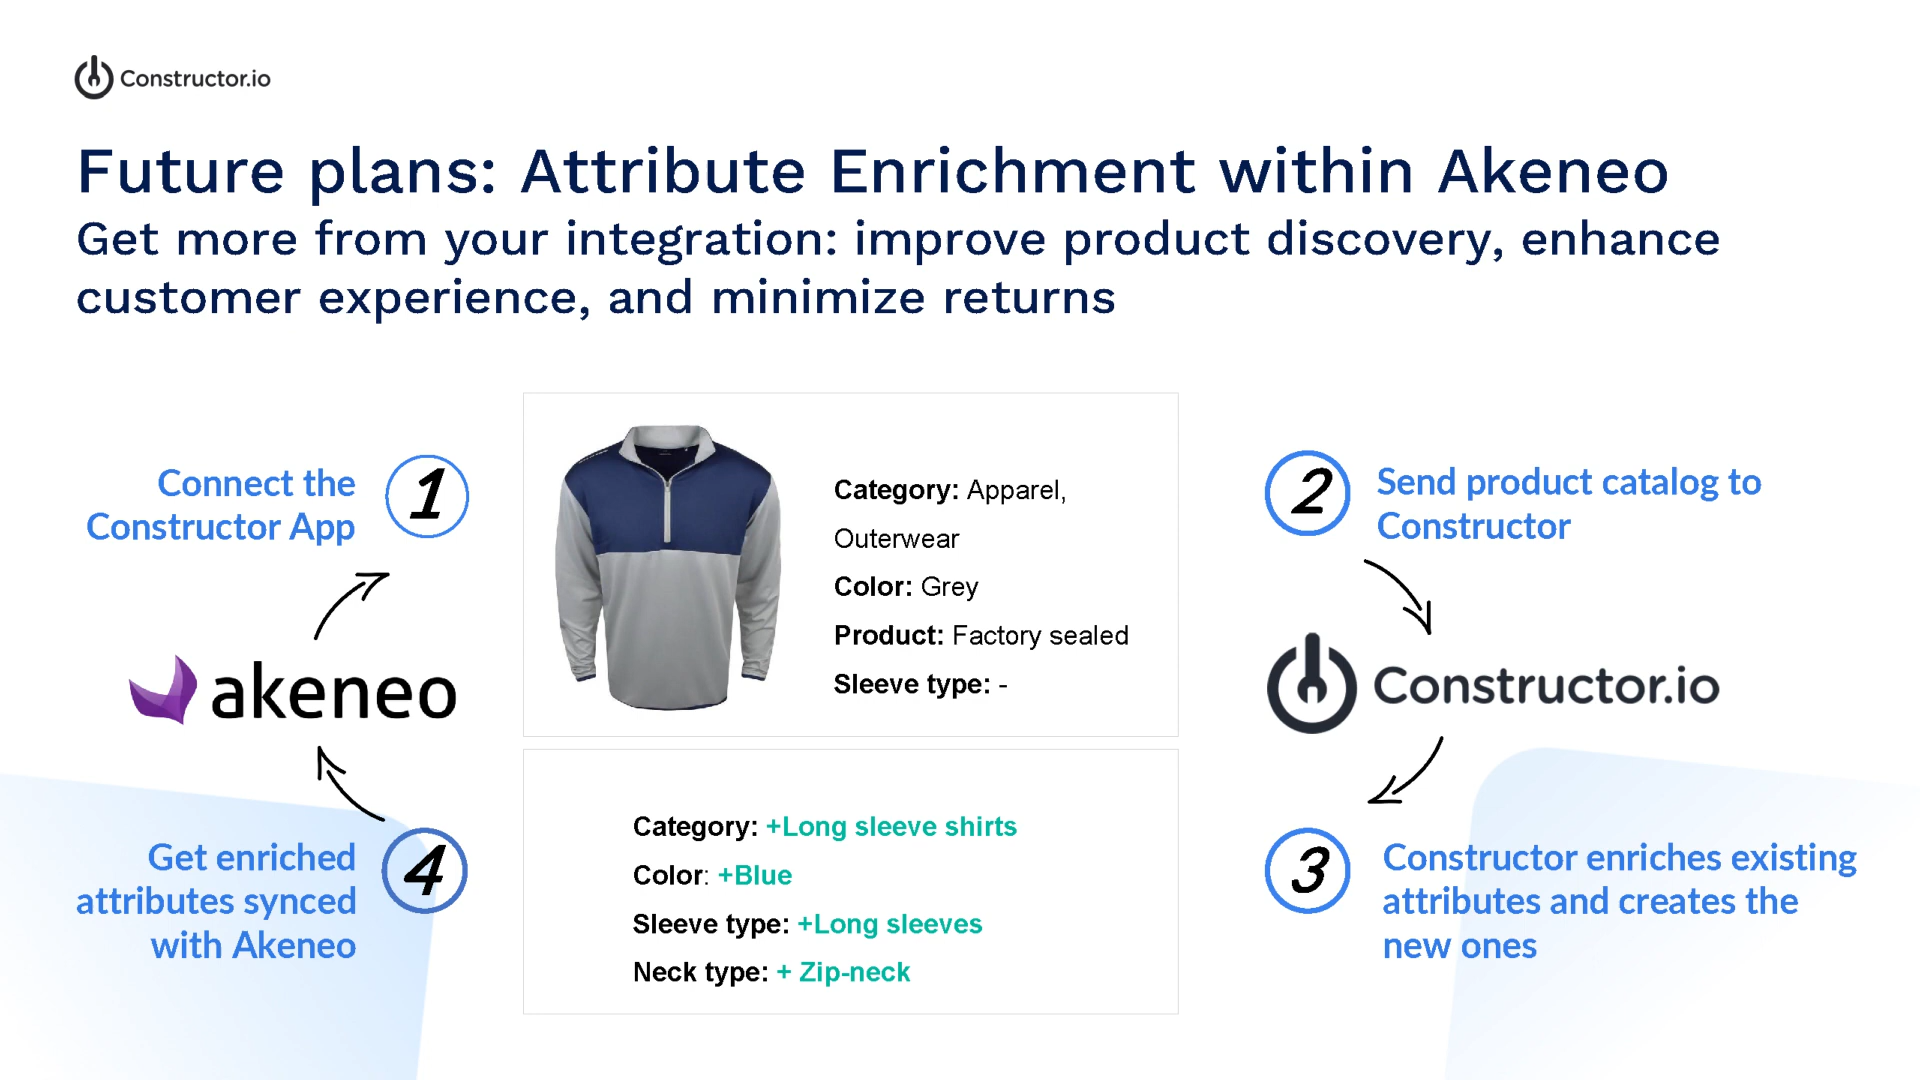 Constructor.io
Future plans: Attribute Enrichment within Akeneo
Get more from your integration: improve product discovery, enhance
customer experience, and minimize returns
Connect the
Constructor App
1
akeneo
4
Get enriched
attributes synced
with Akeneo
Category: Apparel,
Outerwear
Color: Grey
Product: Factory sealed
Sleeve type: -
Category: +Long sleeve shirts
Color: +Blue
Sleeve type: +Long sleeves
Neck type: + Zip-neck
2
Send product catalog to
Constructor
Constructor.io
3
Constructor enriches existing
attributes and creates the
new ones